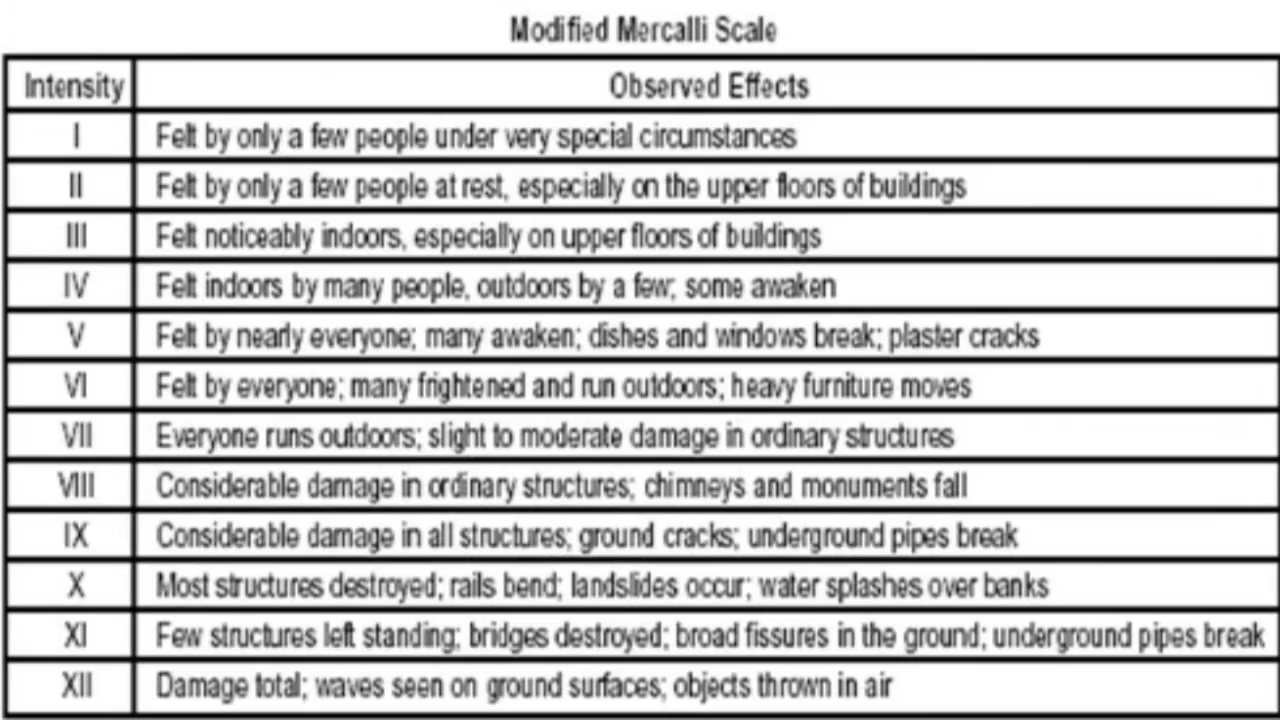 Modified Mercalli Scale
Intensity Observed Effects
I Felt by only a few people under very special circumstances
II Felt by only a few people at rest, especially on the upper floors of buildings
III Felt noticeably indoors, especially on upper floors of buildings
IV Felt indoors by many people, outdoors by a few; some awaken
V Felt by nearly everyone; many awaken; dishes and windows break; plaster cracks
VI Felt by everyone; many frightened and run outdoors; heavy furniture moves
VII Everyone runs outdoors; slight to moderate damage in ordinary structures
VIII Considerable damage in ordinary structures; chimneys and monuments fall
IX Considerable damage in all structures; ground cracks; underground pipes break
X Most structures destroyed; rails bend; landslides occur; water splashes over banks
XI Few structures left standing; bridges destroyed; broad fissures in the ground; underground pipes break
XII Damage total; waves seen on ground surfaces; objects thrown in air